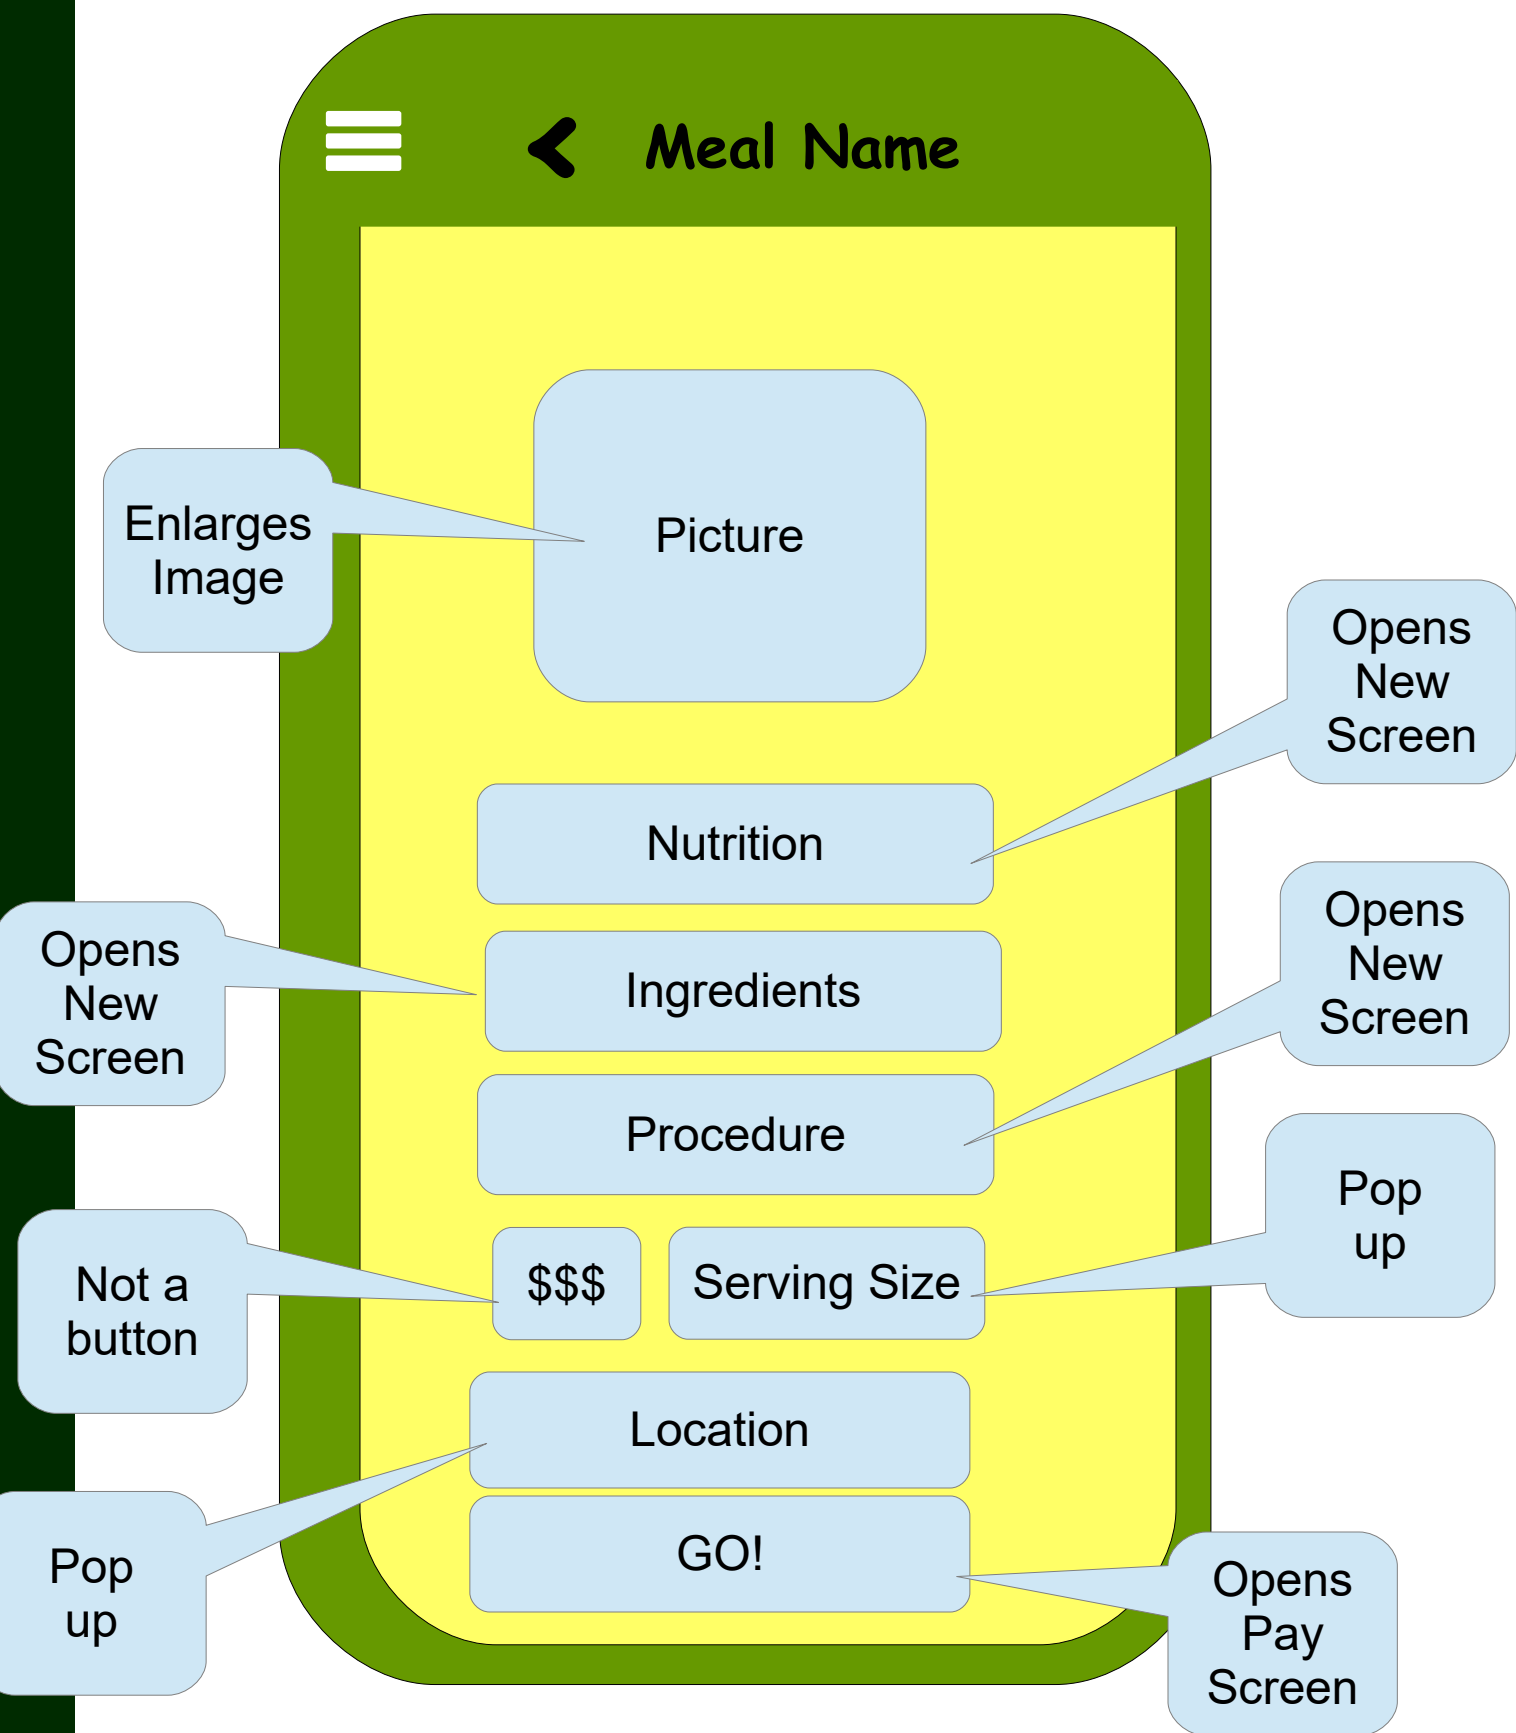 Meal Name
Enlarges
Image
Picture
Opens
New
Screen
Nutrition
Opens
New
Screen
Ingredients
Opens
New
Screen
Procedure
Not a
button
$$$
Serving Size
Pop
up
Location
Pop
up
GO!
Opens
Pay
Screen